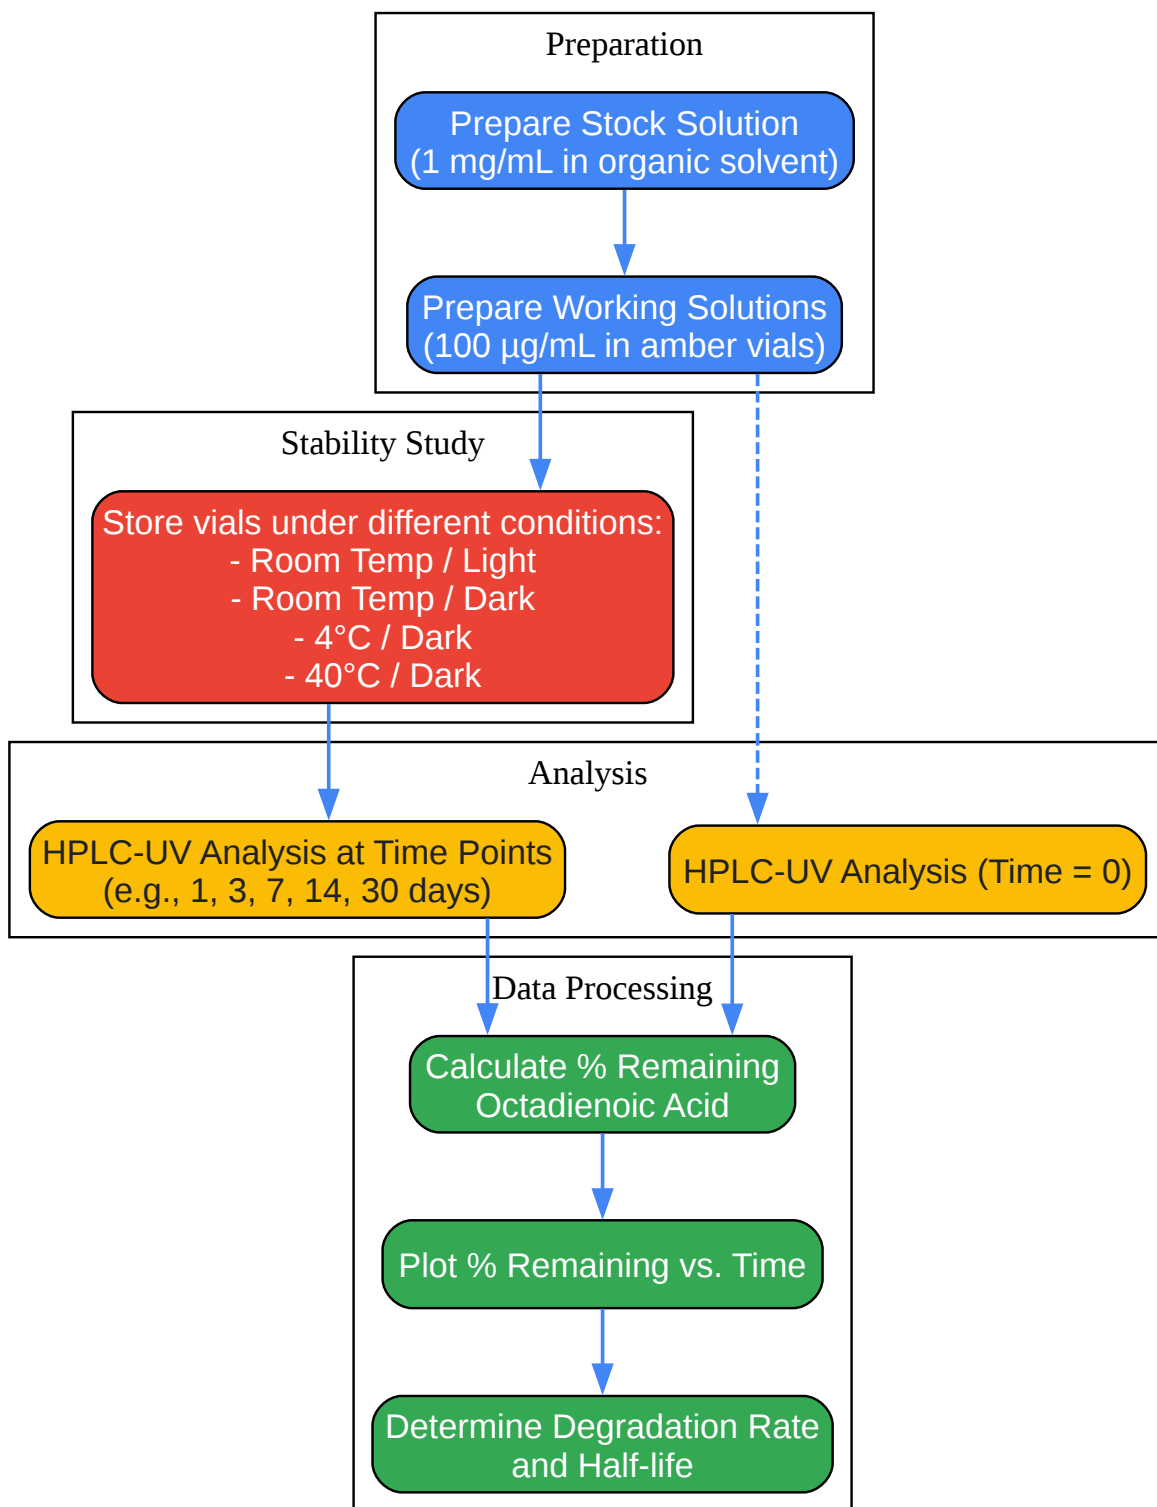 Preparation
Prepare Stock Solution
(1 mg/mL in organic solvent)
Prepare Working Solutions
(100 µg/mL in amber vials)
Stability Study
Store vials under different conditions:
- Room Temp / Light
- Room Temp / Dark
- 4°C / Dark
- 40°C / Dark
Analysis
HPLC-UV Analysis at Time Points
(e.g., 1, 3, 7, 14, 30 days)
HPLC-UV Analysis (Time = 0)
Data Processing
Calculate % Remaining
Octadienoic Acid
Plot % Remaining vs. Time
Determine Degradation Rate
and Half-life